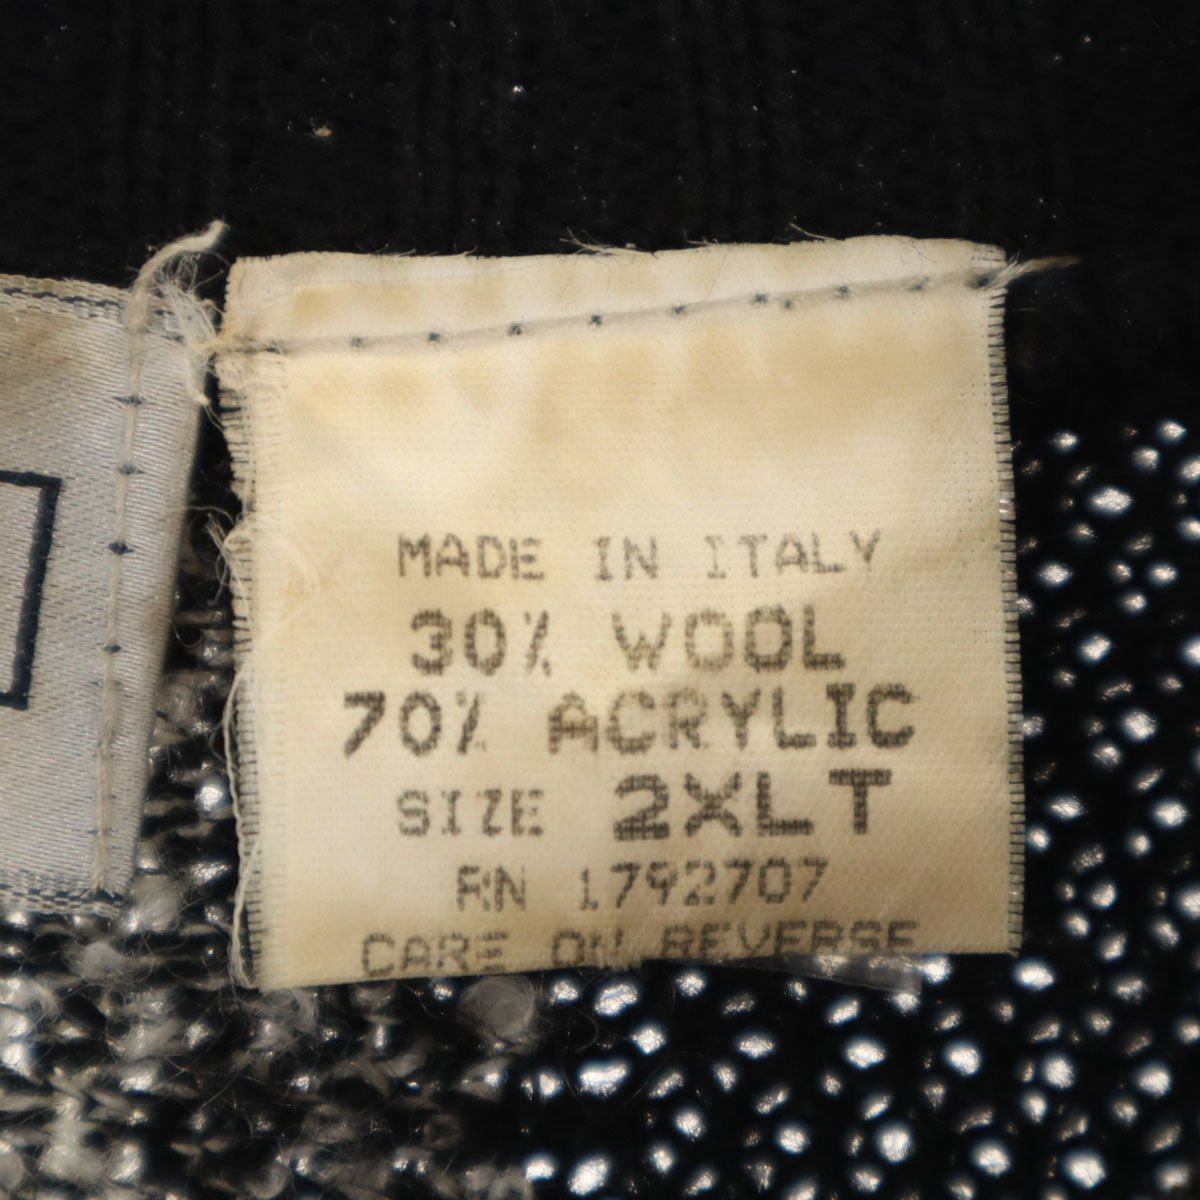 MADE IN ITALY
30% WOOL
70% ACRYLIC
SIZE 2XLT
RN 1792707
CARE ON REVERSE